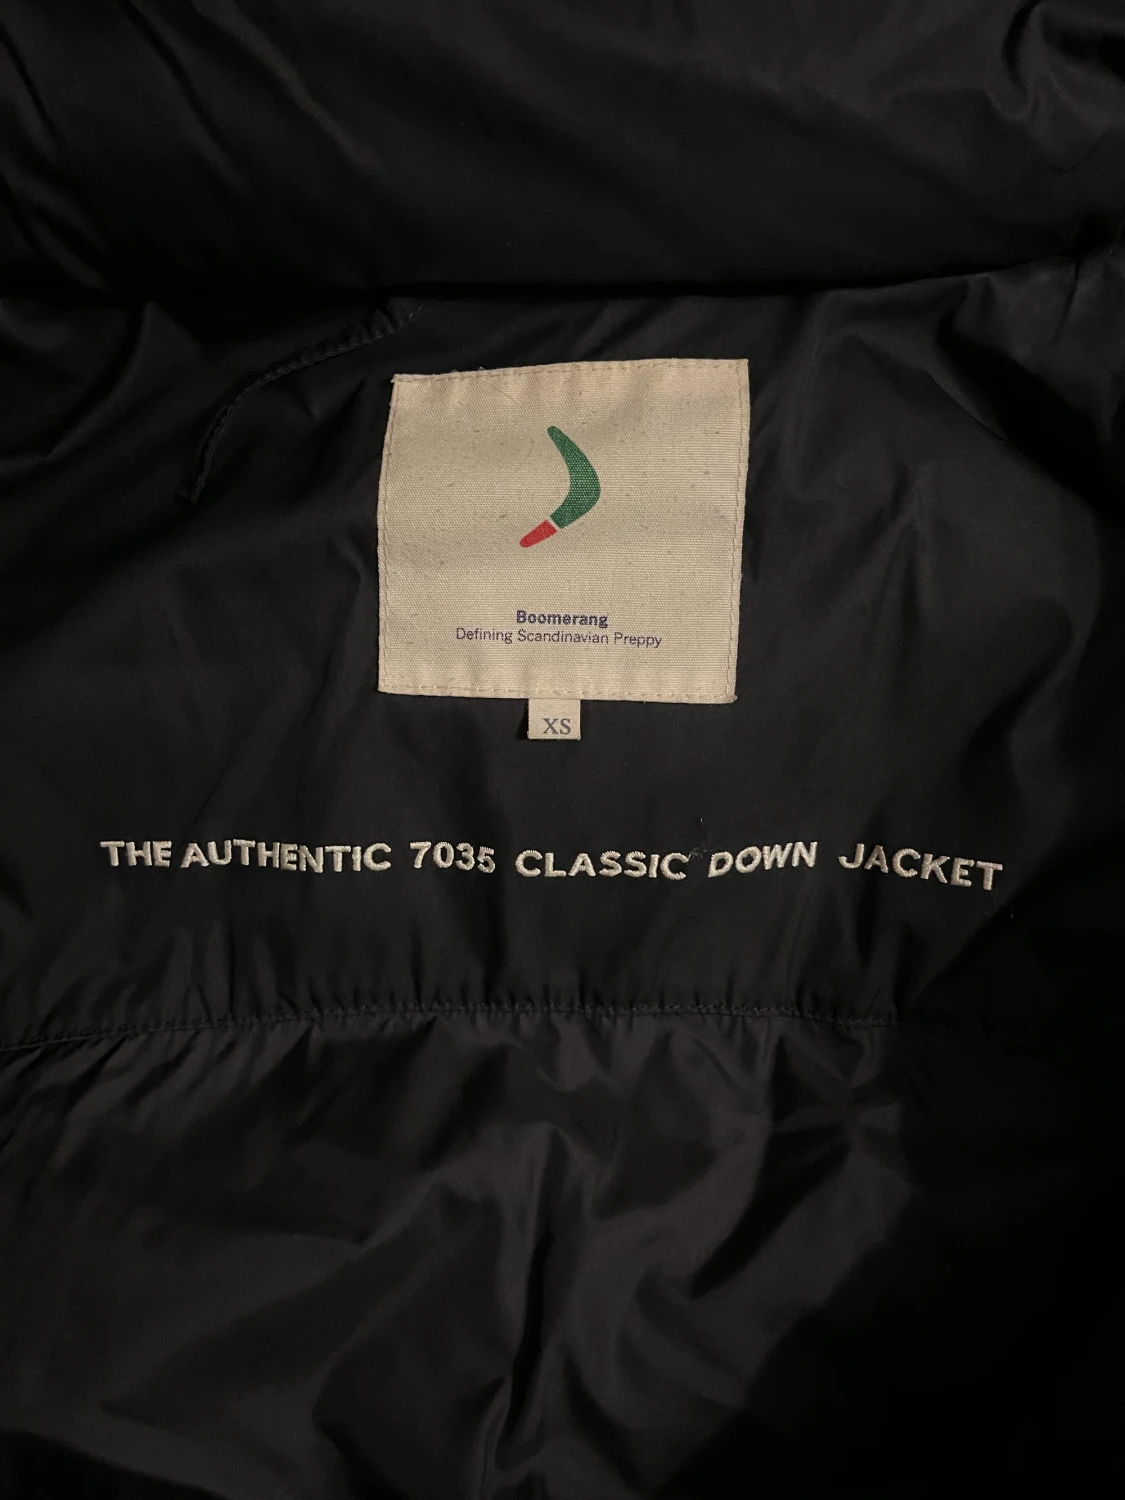 Boomerang
Defining Scandinavian Preppy
XS
THE AUTHENTIC 7035 CLASSIC DOWN JACKET